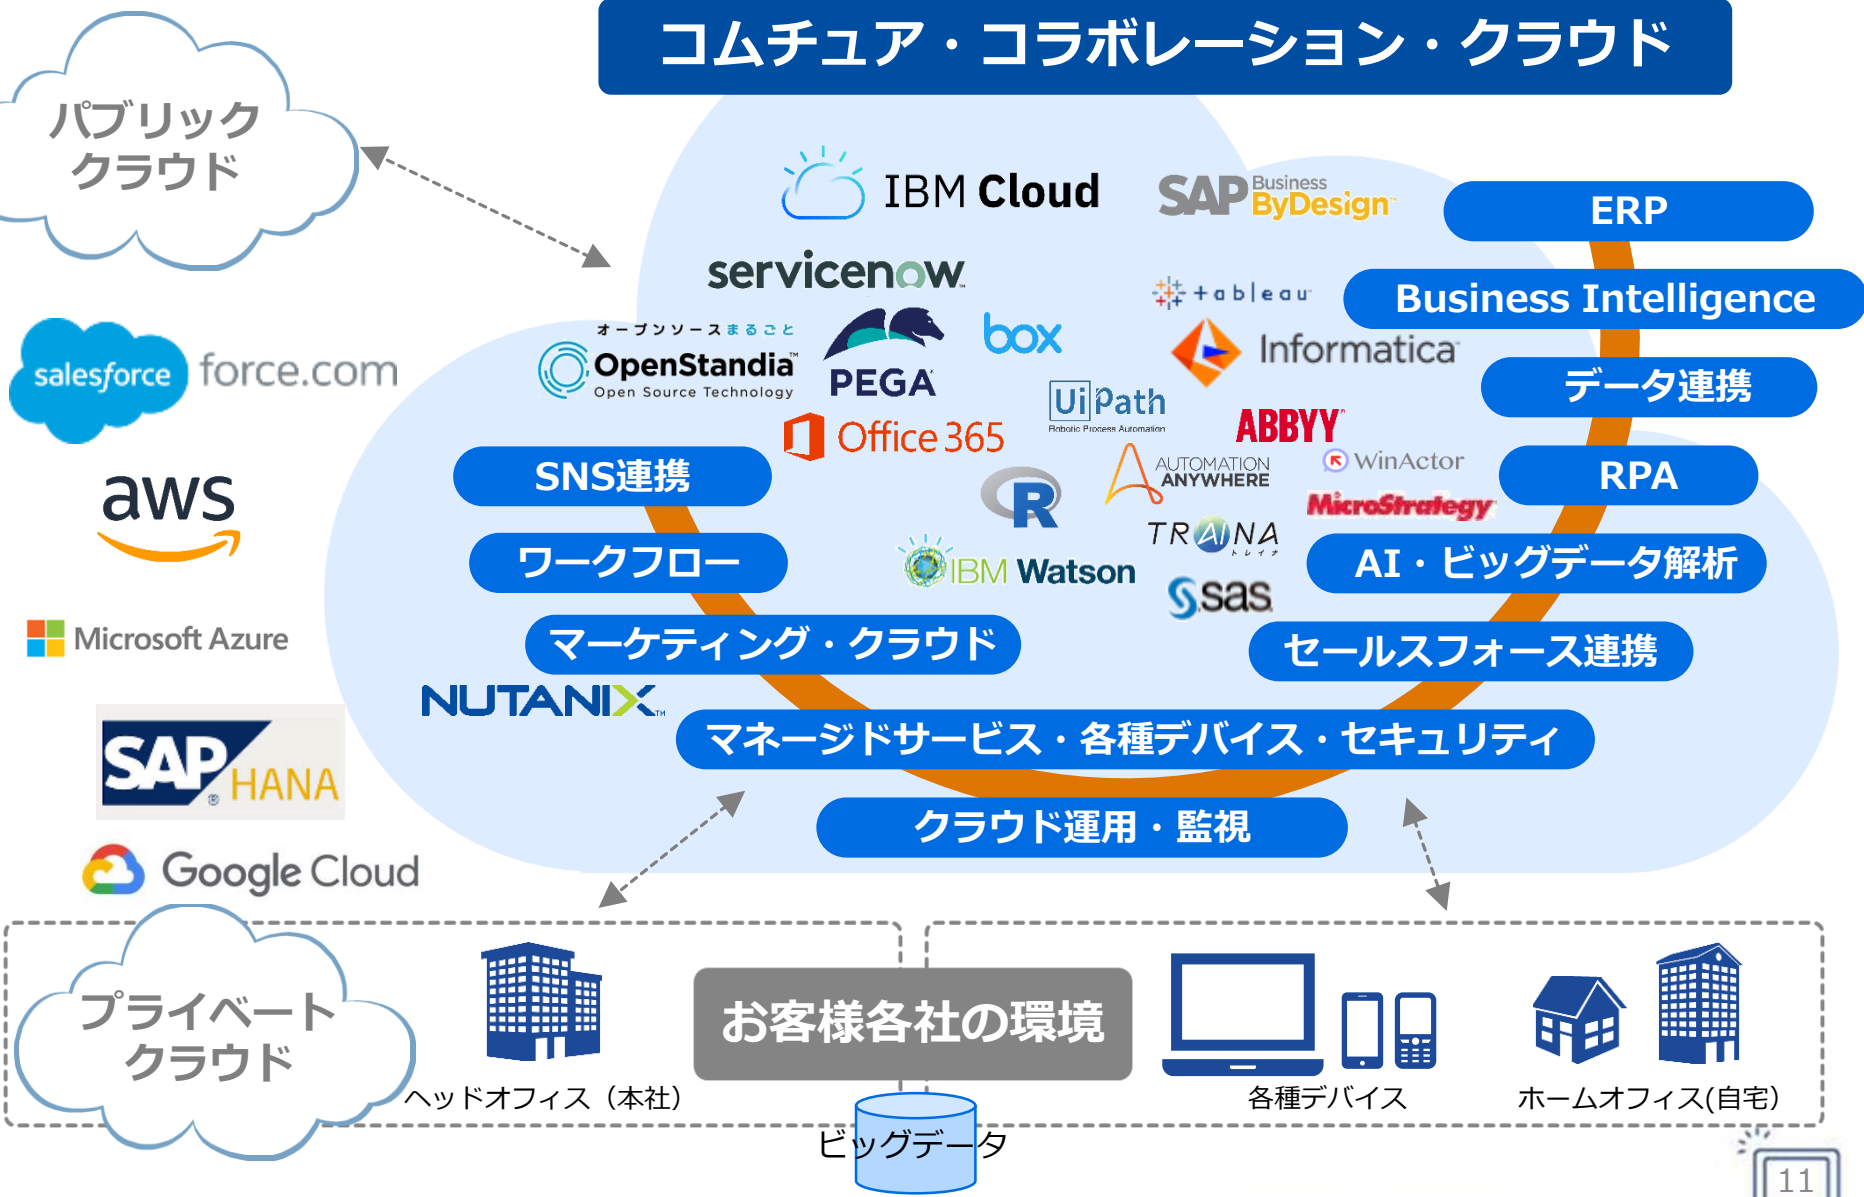 コムチュア・コラボレーション・クラウド
パブリック
クラウド
IBM Cloud
SAP Business ByDesign
ERP
servicenow
tableau
Business Intelligence
オープンソースまるごと
OpenStandia™
Open Source Technology
PEGA
box
Informatica
salesforce force.com
データ連携
UiPath
Robotic Process Automation
ABBYY
Office 365
SNS連携
AUTOMATION
ANYWHERE
WinActor
RPA
aws
R
MicroStrategy
TRAINA
トレイナ
ワークフロー
IBM Watson
AI・ビッグデータ解析
sas
Microsoft Azure
マーケティング・クラウド
セールスフォース連携
NUTANIX™
マネージドサービス・各種デバイス・セキュリティ
SAP® HANA
クラウド運用・監視
Google Cloud
プライベート
クラウド
お客様各社の環境
ヘッドオフィス（本社）
各種デバイス
ホームオフィス(自宅）
ビッグデータ
11